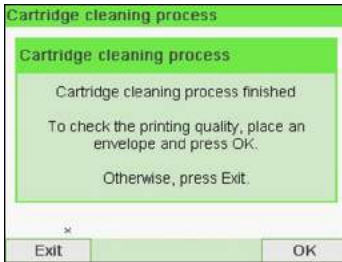 Cartridge cleaning process
Cartridge cleaning process
Cartridge cleaning process finished
To check the printing quality, place an
envelope and press OK.
Otherwise, press Exit.
×
Exit
OK